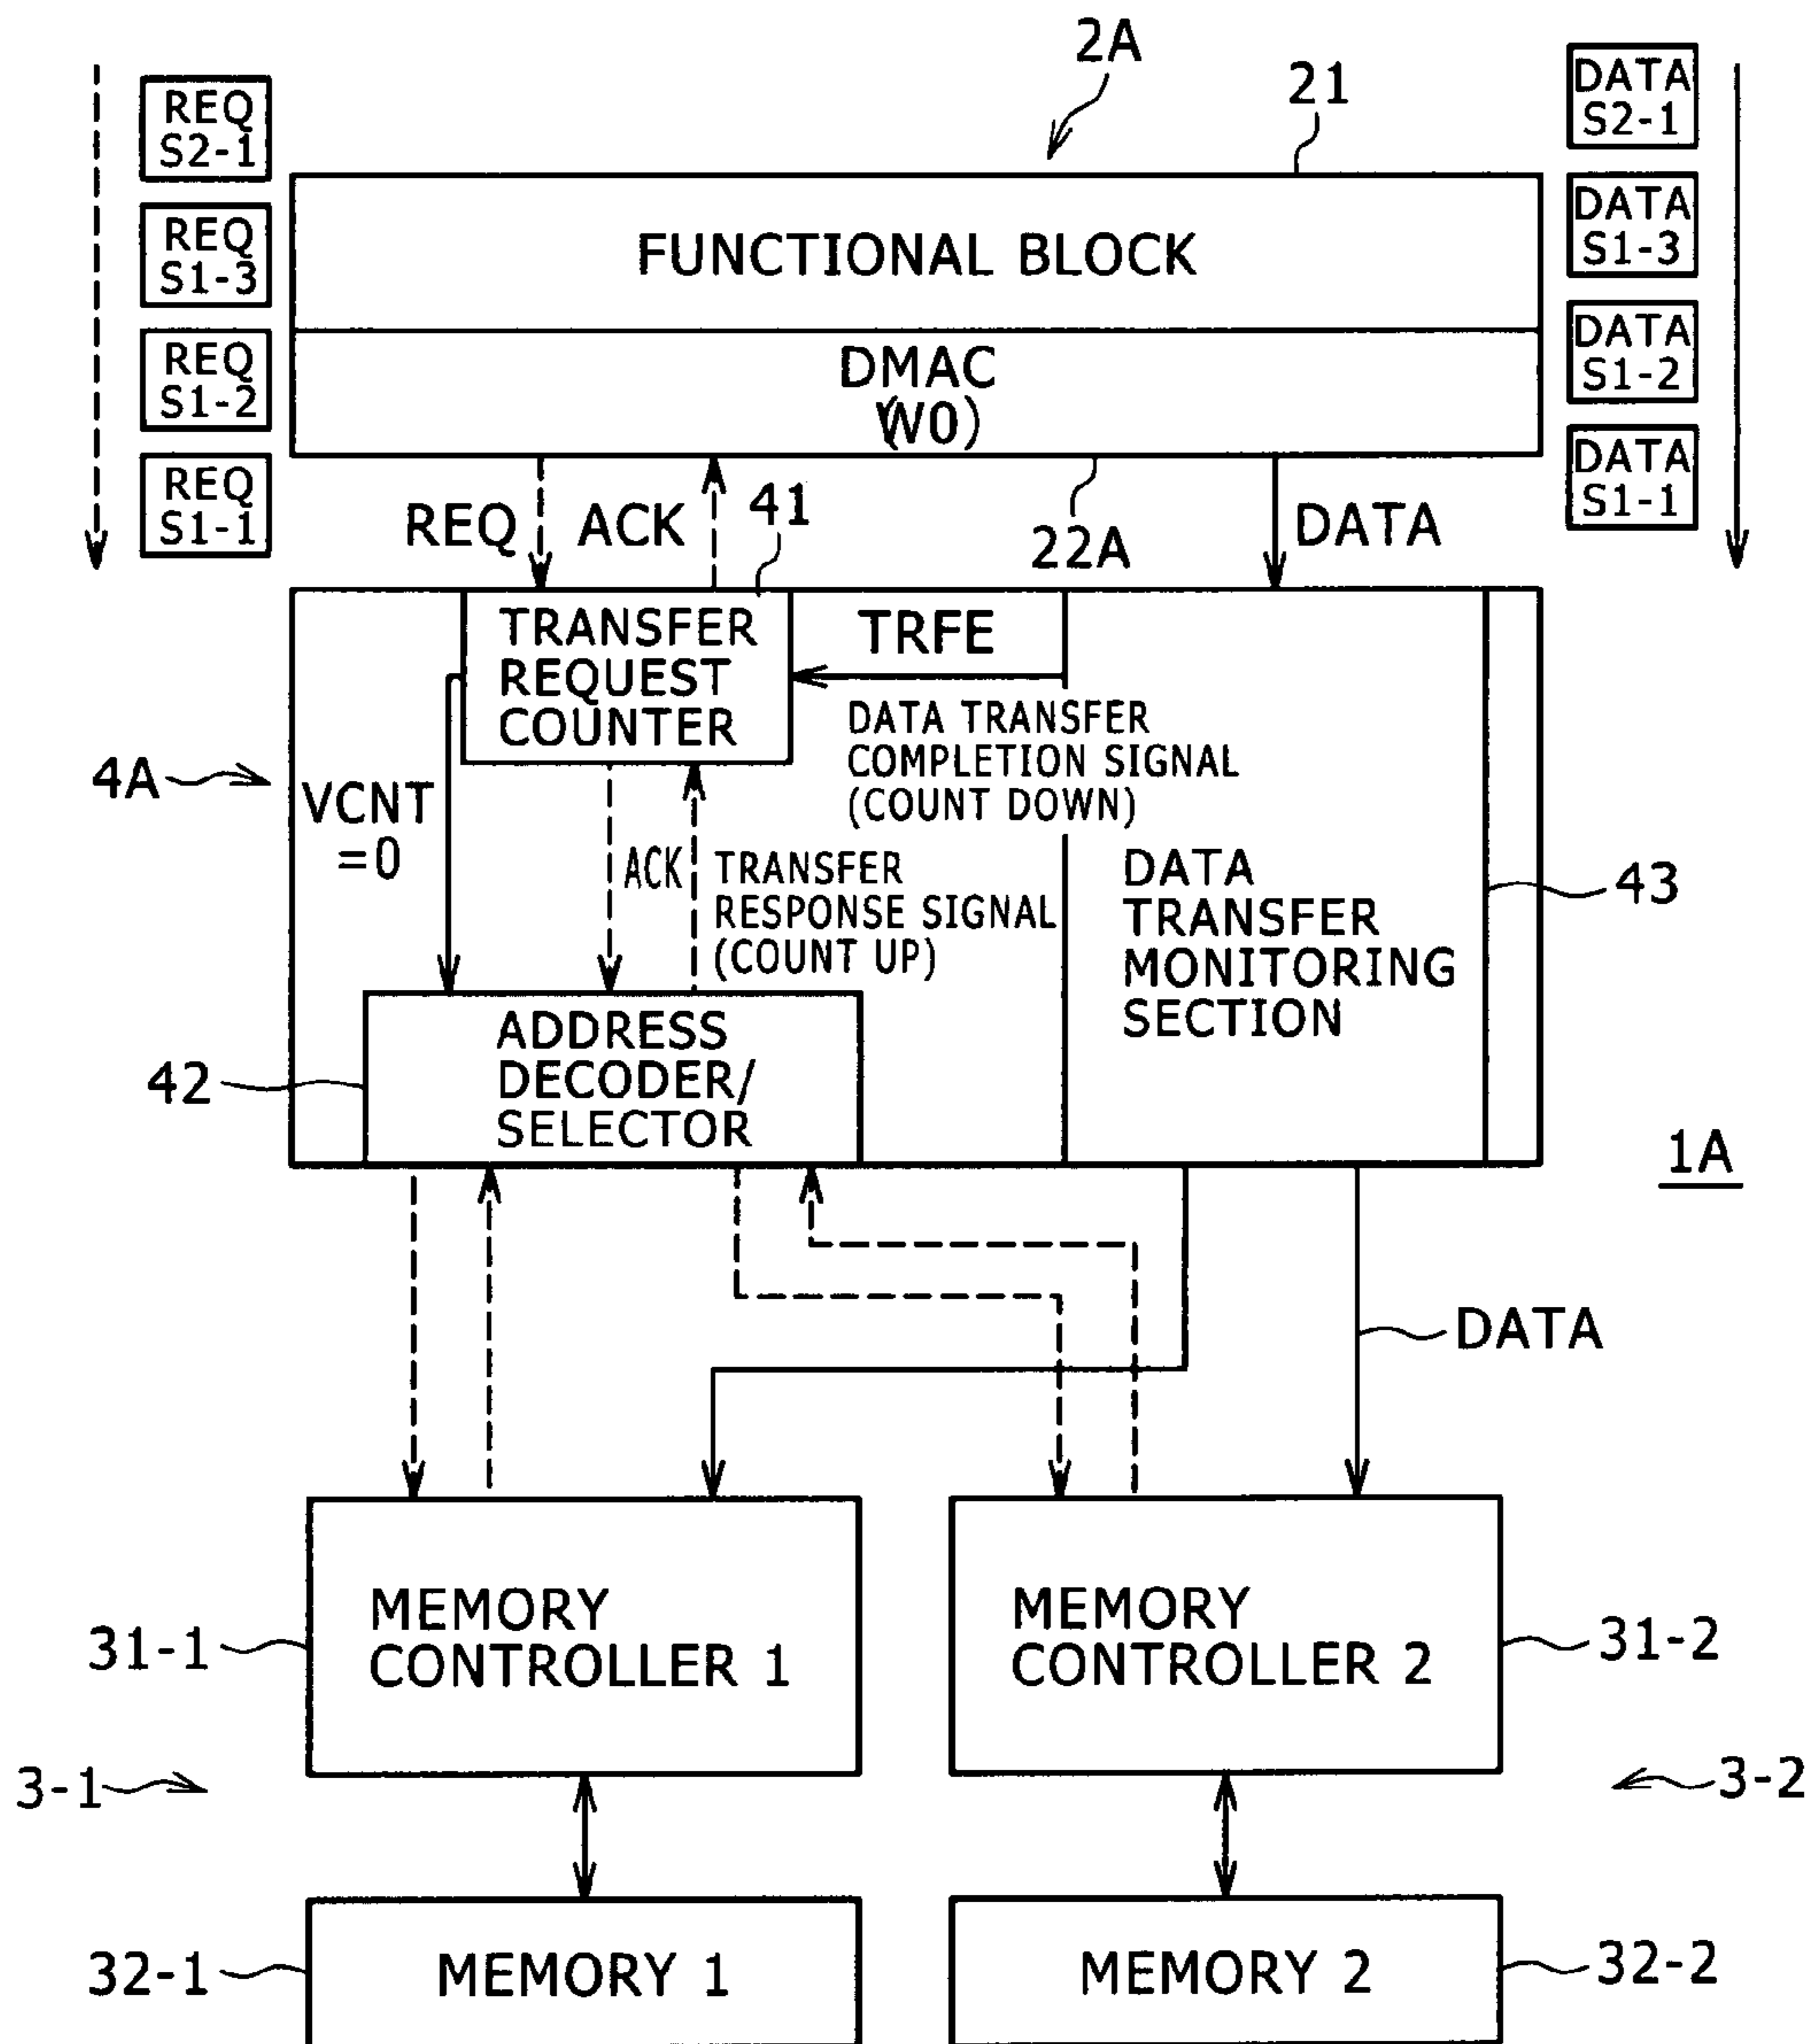 2A
21
REQ
S2-1
REQ
S1-3
REQ
S1-2
REQ
S1-1
DATA
S2-1
DATA
S1-3
DATA
S1-2
DATA
S1-1
FUNCTIONAL BLOCK
DMAC
(W0)
REQ
ACK
41
22A
DATA
TRANSFER
REQUEST
COUNTER
TRFE
DATA TRANSFER
COMPLETION SIGNAL
(COUNT DOWN)
4A
VCNT
=0
ACK
TRANSFER
RESPONSE SIGNAL
(COUNT UP)
DATA
TRANSFER
MONITORING
SECTION
43
42
ADDRESS
DECODER/
SELECTOR
1A
DATA
MEMORY
CONTROLLER 1
31-1
MEMORY
CONTROLLER 2
31-2
3-1
3-2
32-1
MEMORY 1
MEMORY 2
32-2